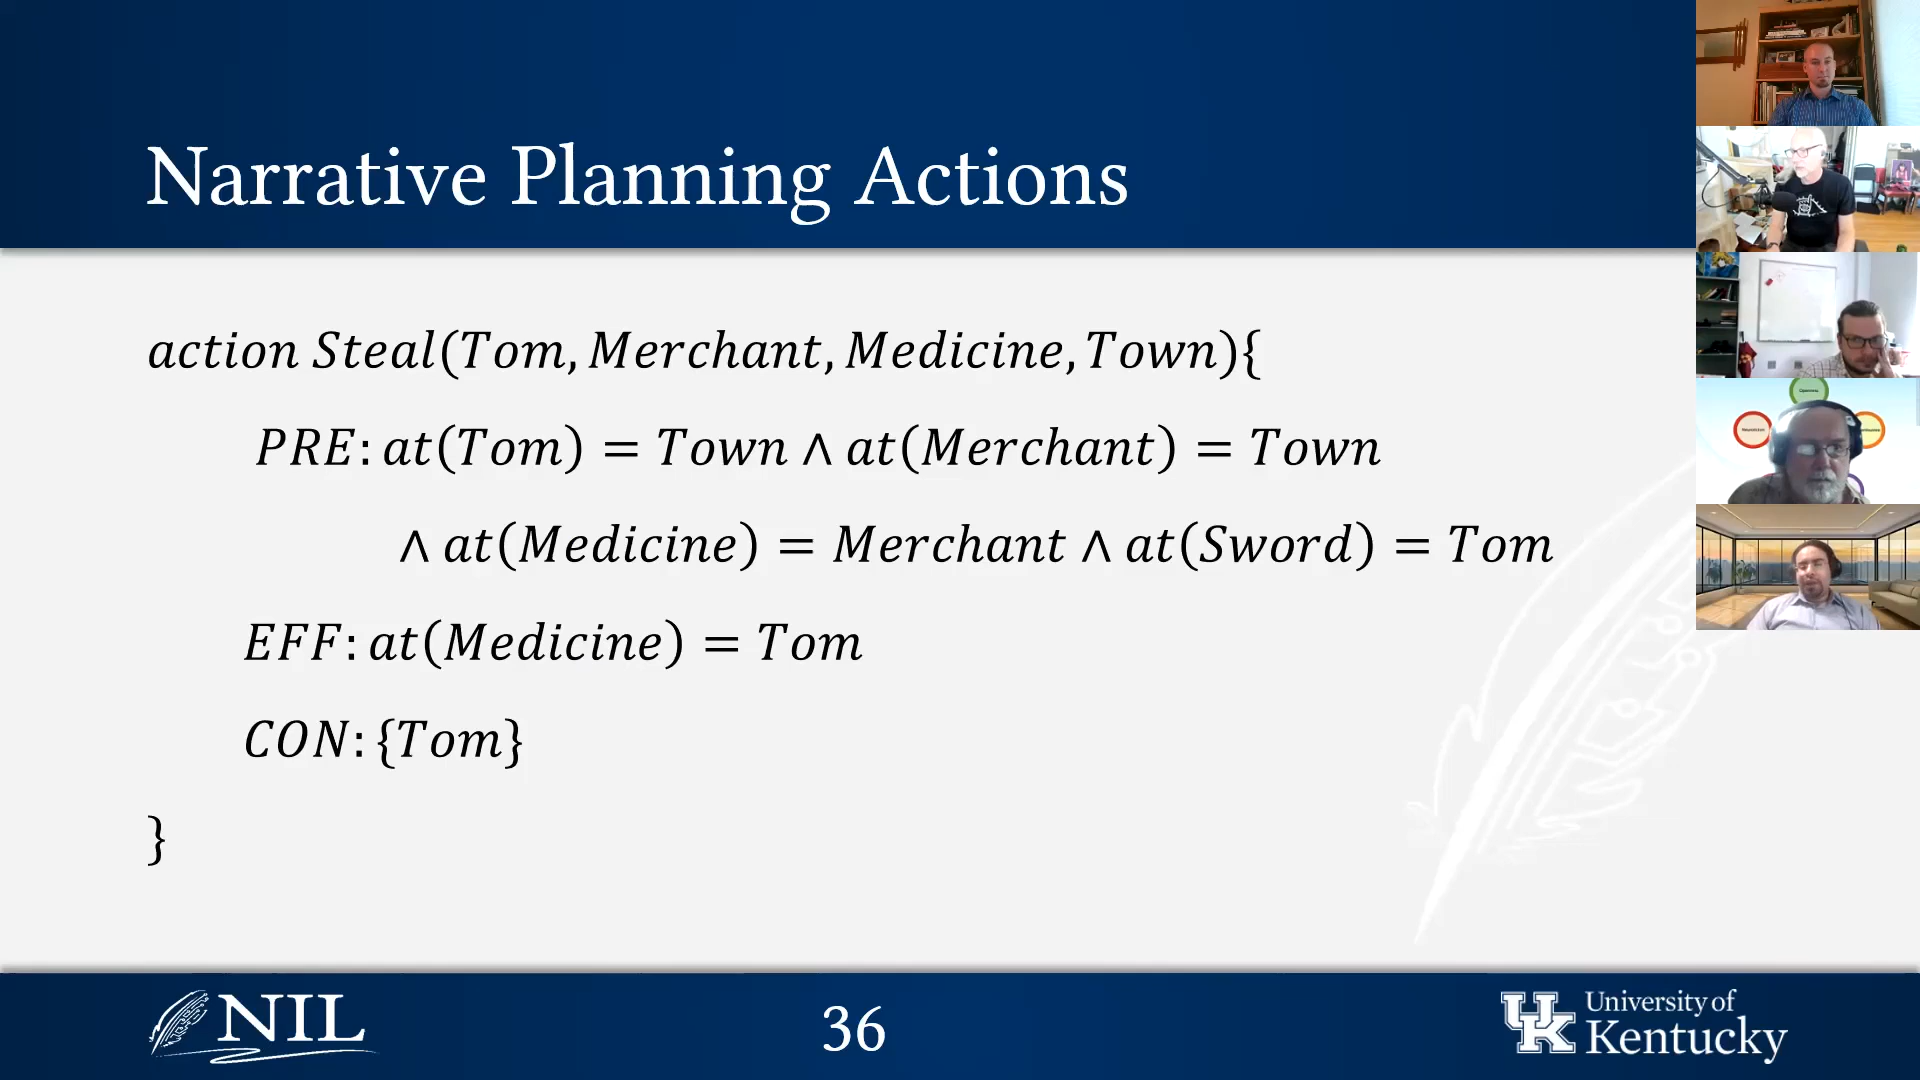 Narrative Planning Actions
action Steal(Tom, Merchant, Medicine, Town){
PRE: at(Tom) = Town ∧ at(Merchant) = Town
∧ at(Medicine) = Merchant ∧ at(Sword) = Tom
EFF: at(Medicine) = Tom
CON: {Tom}
}
NIL
36
UK
University of
Kentucky